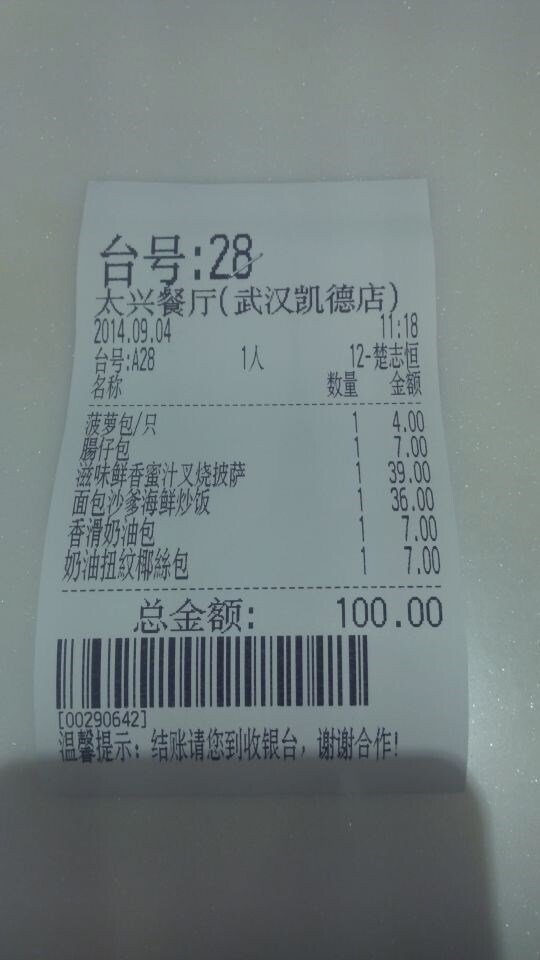 台号:28
太兴餐厅(武汉凯德店)
2014.09.04 11:18
台号:A28 1人 12-楚志恒
名称 数量 金额
菠萝包/只 1 4.00
腸仔包 1 7.00
滋味鲜香蜜汁叉烧披萨 1 39.00
面包沙爹海鲜炒饭 1 36.00
香滑奶油包 1 7.00
奶油扭紋椰絲包 1 7.00
总金额: 100.00
[00290642]
温馨提示: 结账请您到收银台, 谢谢合作!